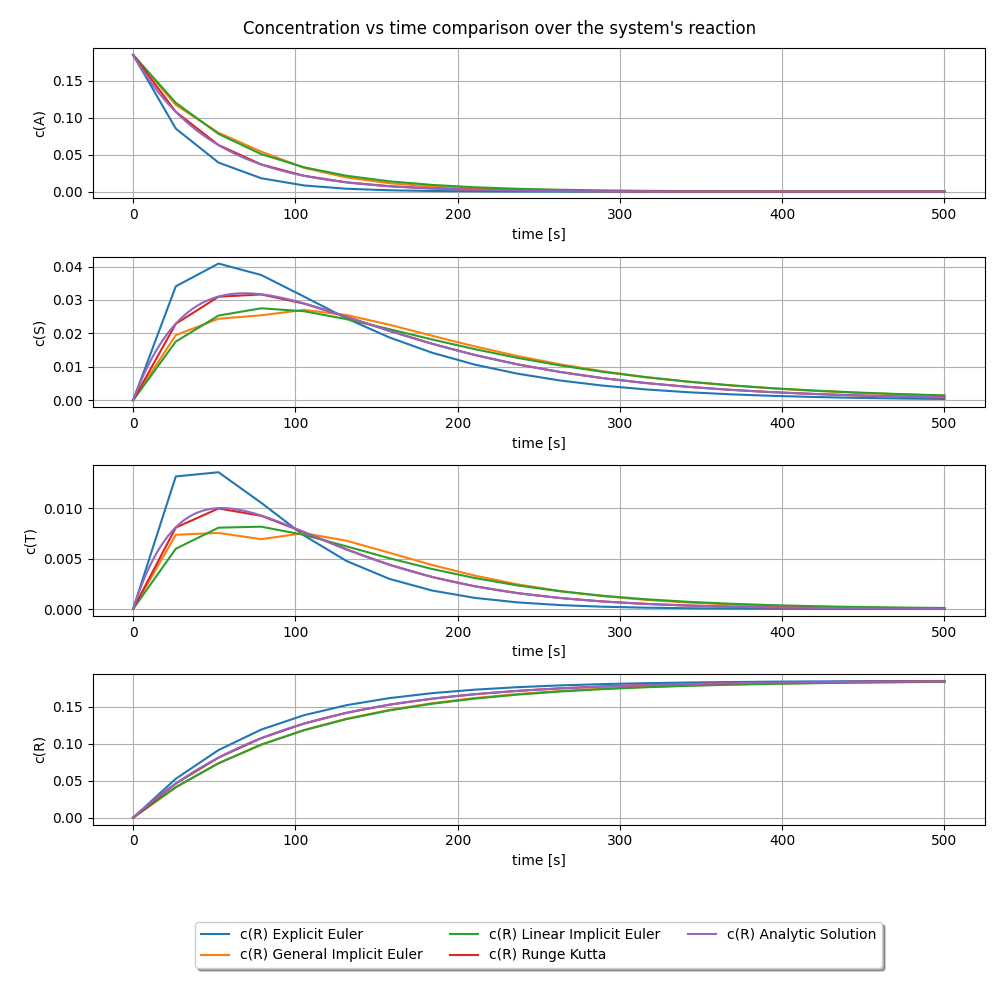 Concentration vs time comparison over the system's reaction
c(A)
0.15
0.10
0.05
0.00
0 100 200 300 400 500
time [s]
c(S)
0.04
0.03
0.02
0.01
0.00
0 100 200 300 400 500
time [s]
c(T)
0.010
0.005
0.000
0 100 200 300 400 500
time [s]
c(R)
0.15
0.10
0.05
0.00
0 100 200 300 400 500
time [s]
c(R) Explicit Euler c(R) Linear Implicit Euler c(R) Analytic Solution
c(R) General Implicit Euler c(R) Runge Kutta